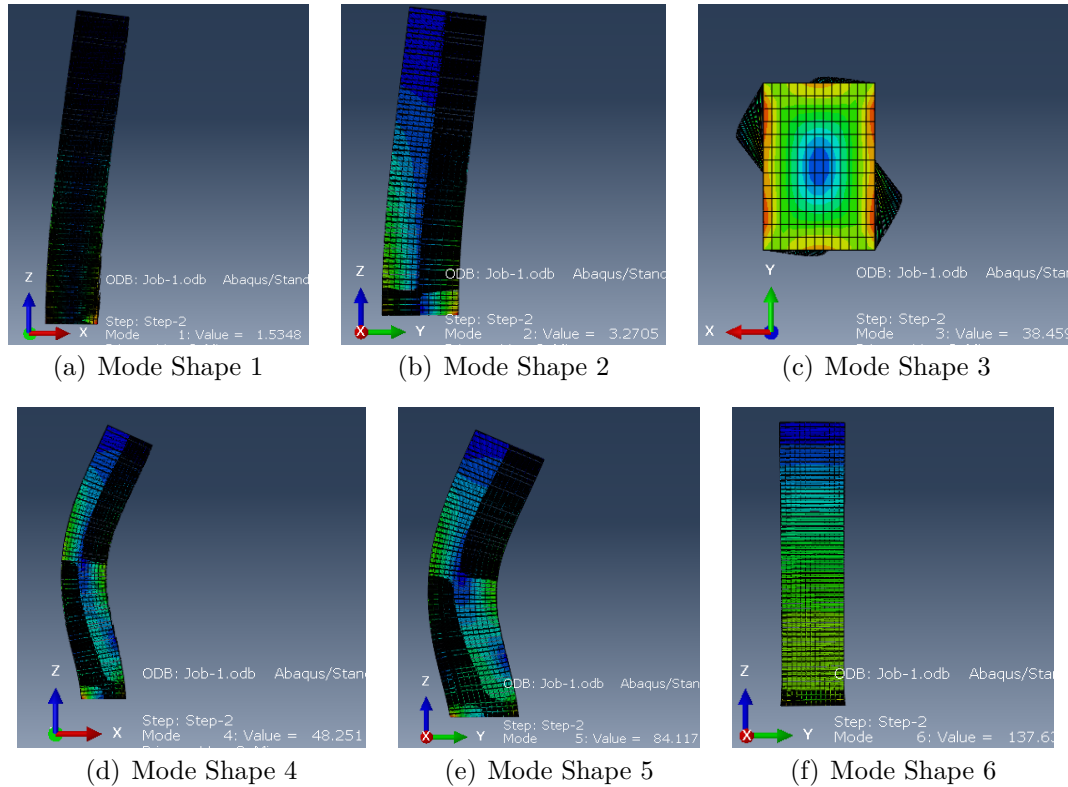 Z
X
ODB: Job-1.odb Abaqus/Stand
Step: Step-2
Mode 1: Value = 1.5348
(a) Mode Shape 1
Z
X Y
ODB: Job-1.odb Abaqus/Stand
Step: Step-2
Mode 2: Value = 3.2705
(b) Mode Shape 2
Y
X
ODB: Job-1.odb Abaqus/Stand
Step: Step-2
Mode 3: Value = 38.459
(c) Mode Shape 3
Z
X
ODB: Job-1.odb Abaqus/Stand
Step: Step-2
Mode 4: Value = 48.251
(d) Mode Shape 4
Z
X Y
ODB: Job-1.odb Abaqus/Stan
Step: Step-2
Mode 5: Value = 84.117
(e) Mode Shape 5
Z
X Y
ODB: Job-1.odb Abaqus/Stand
Step: Step-2
Mode 6: Value = 137.63
(f) Mode Shape 6